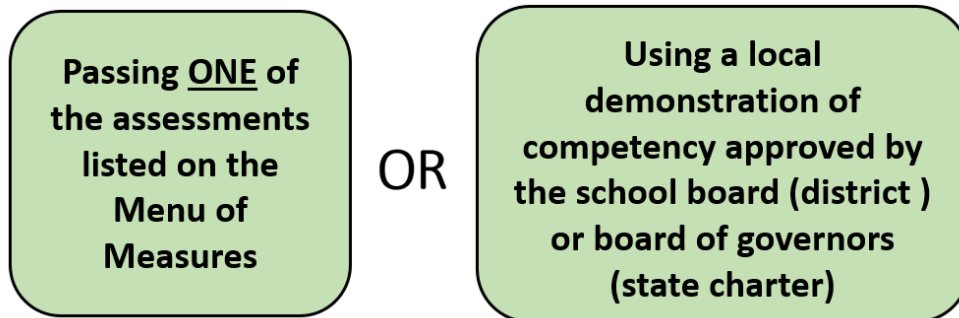 Passing ONE of
the assessments
listed on the
Menu of
Measures
OR
Using a local
demonstration of
competency approved by
the school board (district )
or board of governors
(state charter)